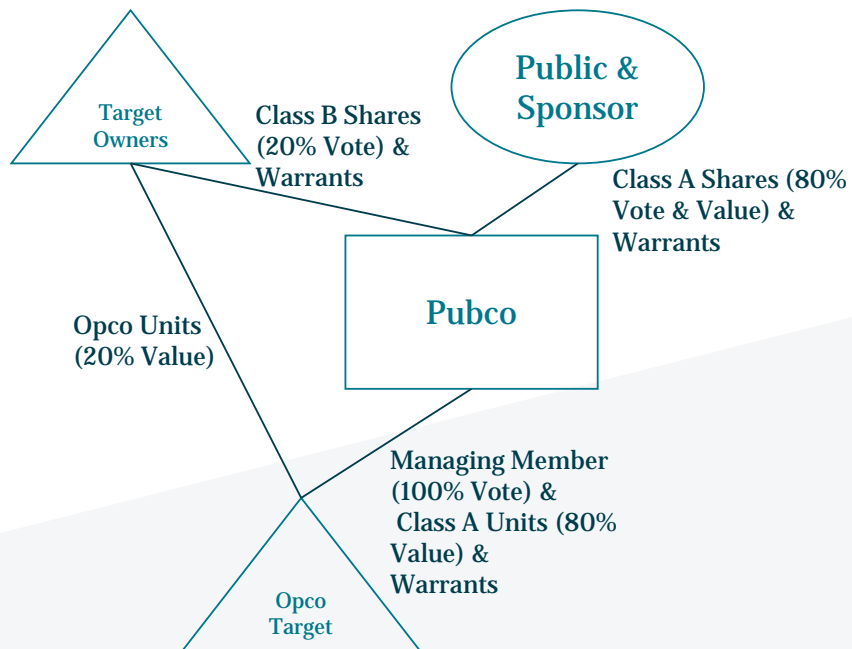 Target
Owners
Class B Shares
(20% Vote) &
Warrants
Public &
Sponsor
Class A Shares (80%
Vote & Value) &
Warrants
Pubco
Opco Units
(20% Value)
Managing Member
(100% Vote) &
Class A Units (80%
Value) &
Warrants
Opco
Target